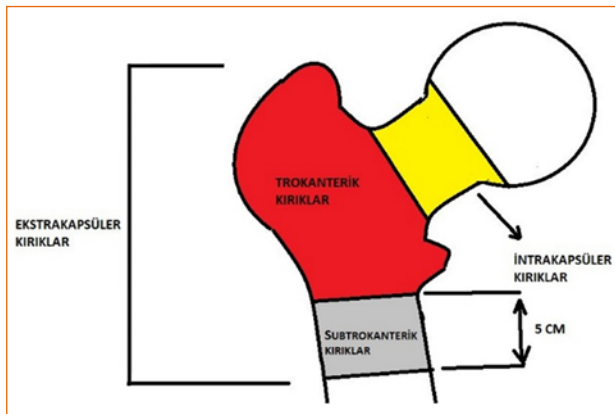 TROKANTERİK
KIRIKLAR
EKSTRAKAPSÜLER
KIRIKLAR
İNTRAKAPSÜLER
KIRIKLAR
SUBTROKANTERİK
KIRIKLAR
5 CM